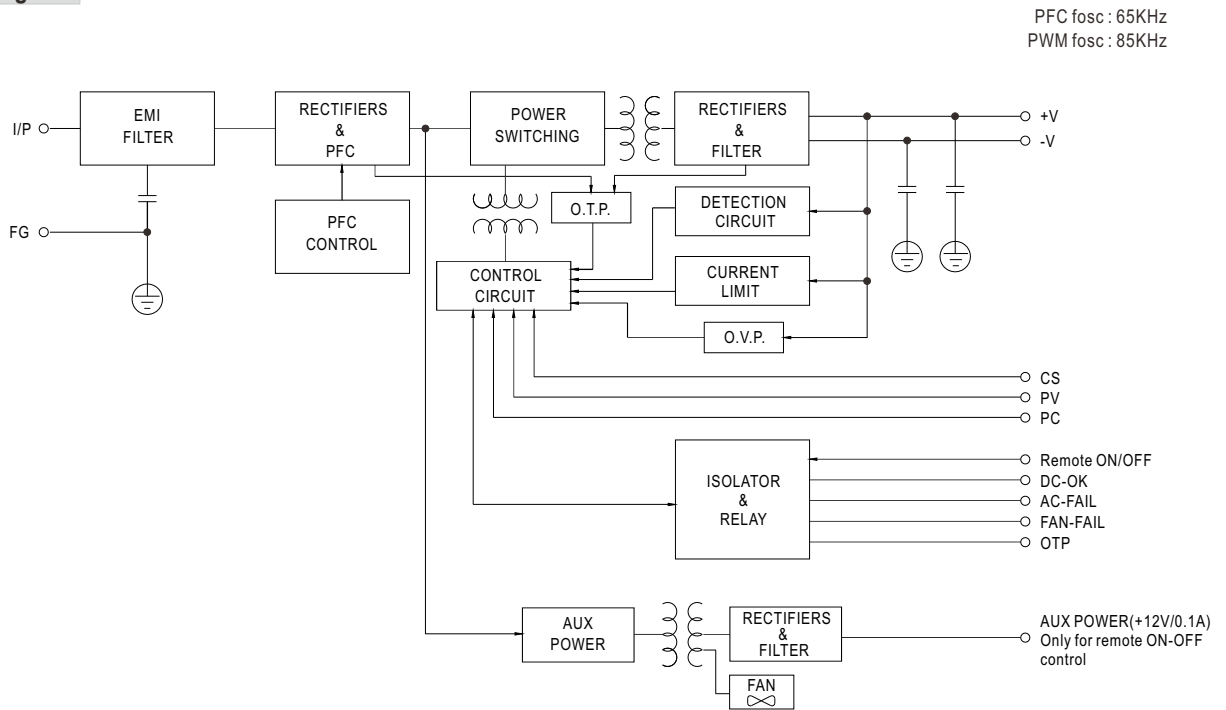 PFC fosc : 65KHz
PWM fosc : 85KHz
I/P
EMI
FILTER
RECTIFIERS
&
PFC
POWER
SWITCHING
RECTIFIERS
&
FILTER
+V
-V
FG
PFC
CONTROL
O.T.P.
DETECTION
CIRCUIT
CONTROL
CIRCUIT
CURRENT
LIMIT
O.V.P.
CS
PV
PC
ISOLATOR
&
RELAY
Remote ON/OFF
DC-OK
AC-FAIL
FAN-FAIL
OTP
AUX
POWER
RECTIFIERS
&
FILTER
AUX POWER(+12V/0.1A)
Only for remote ON-OFF
control
FAN